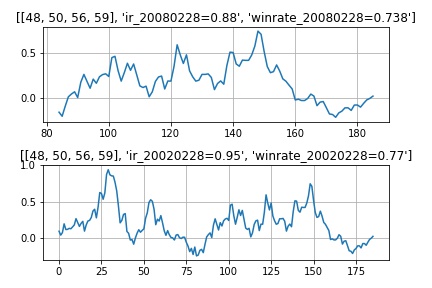 [[48, 50, 56, 59], 'ir_20080228=0.88', 'winrate_20080228=0.738']
0.5
0.0
80 100 120 140 160 180
[[48, 50, 56, 59], 'ir_20020228=0.95', 'winrate_20020228=0.77']
1.0
0.5
0.0
0 25 50 75 100 125 150 175